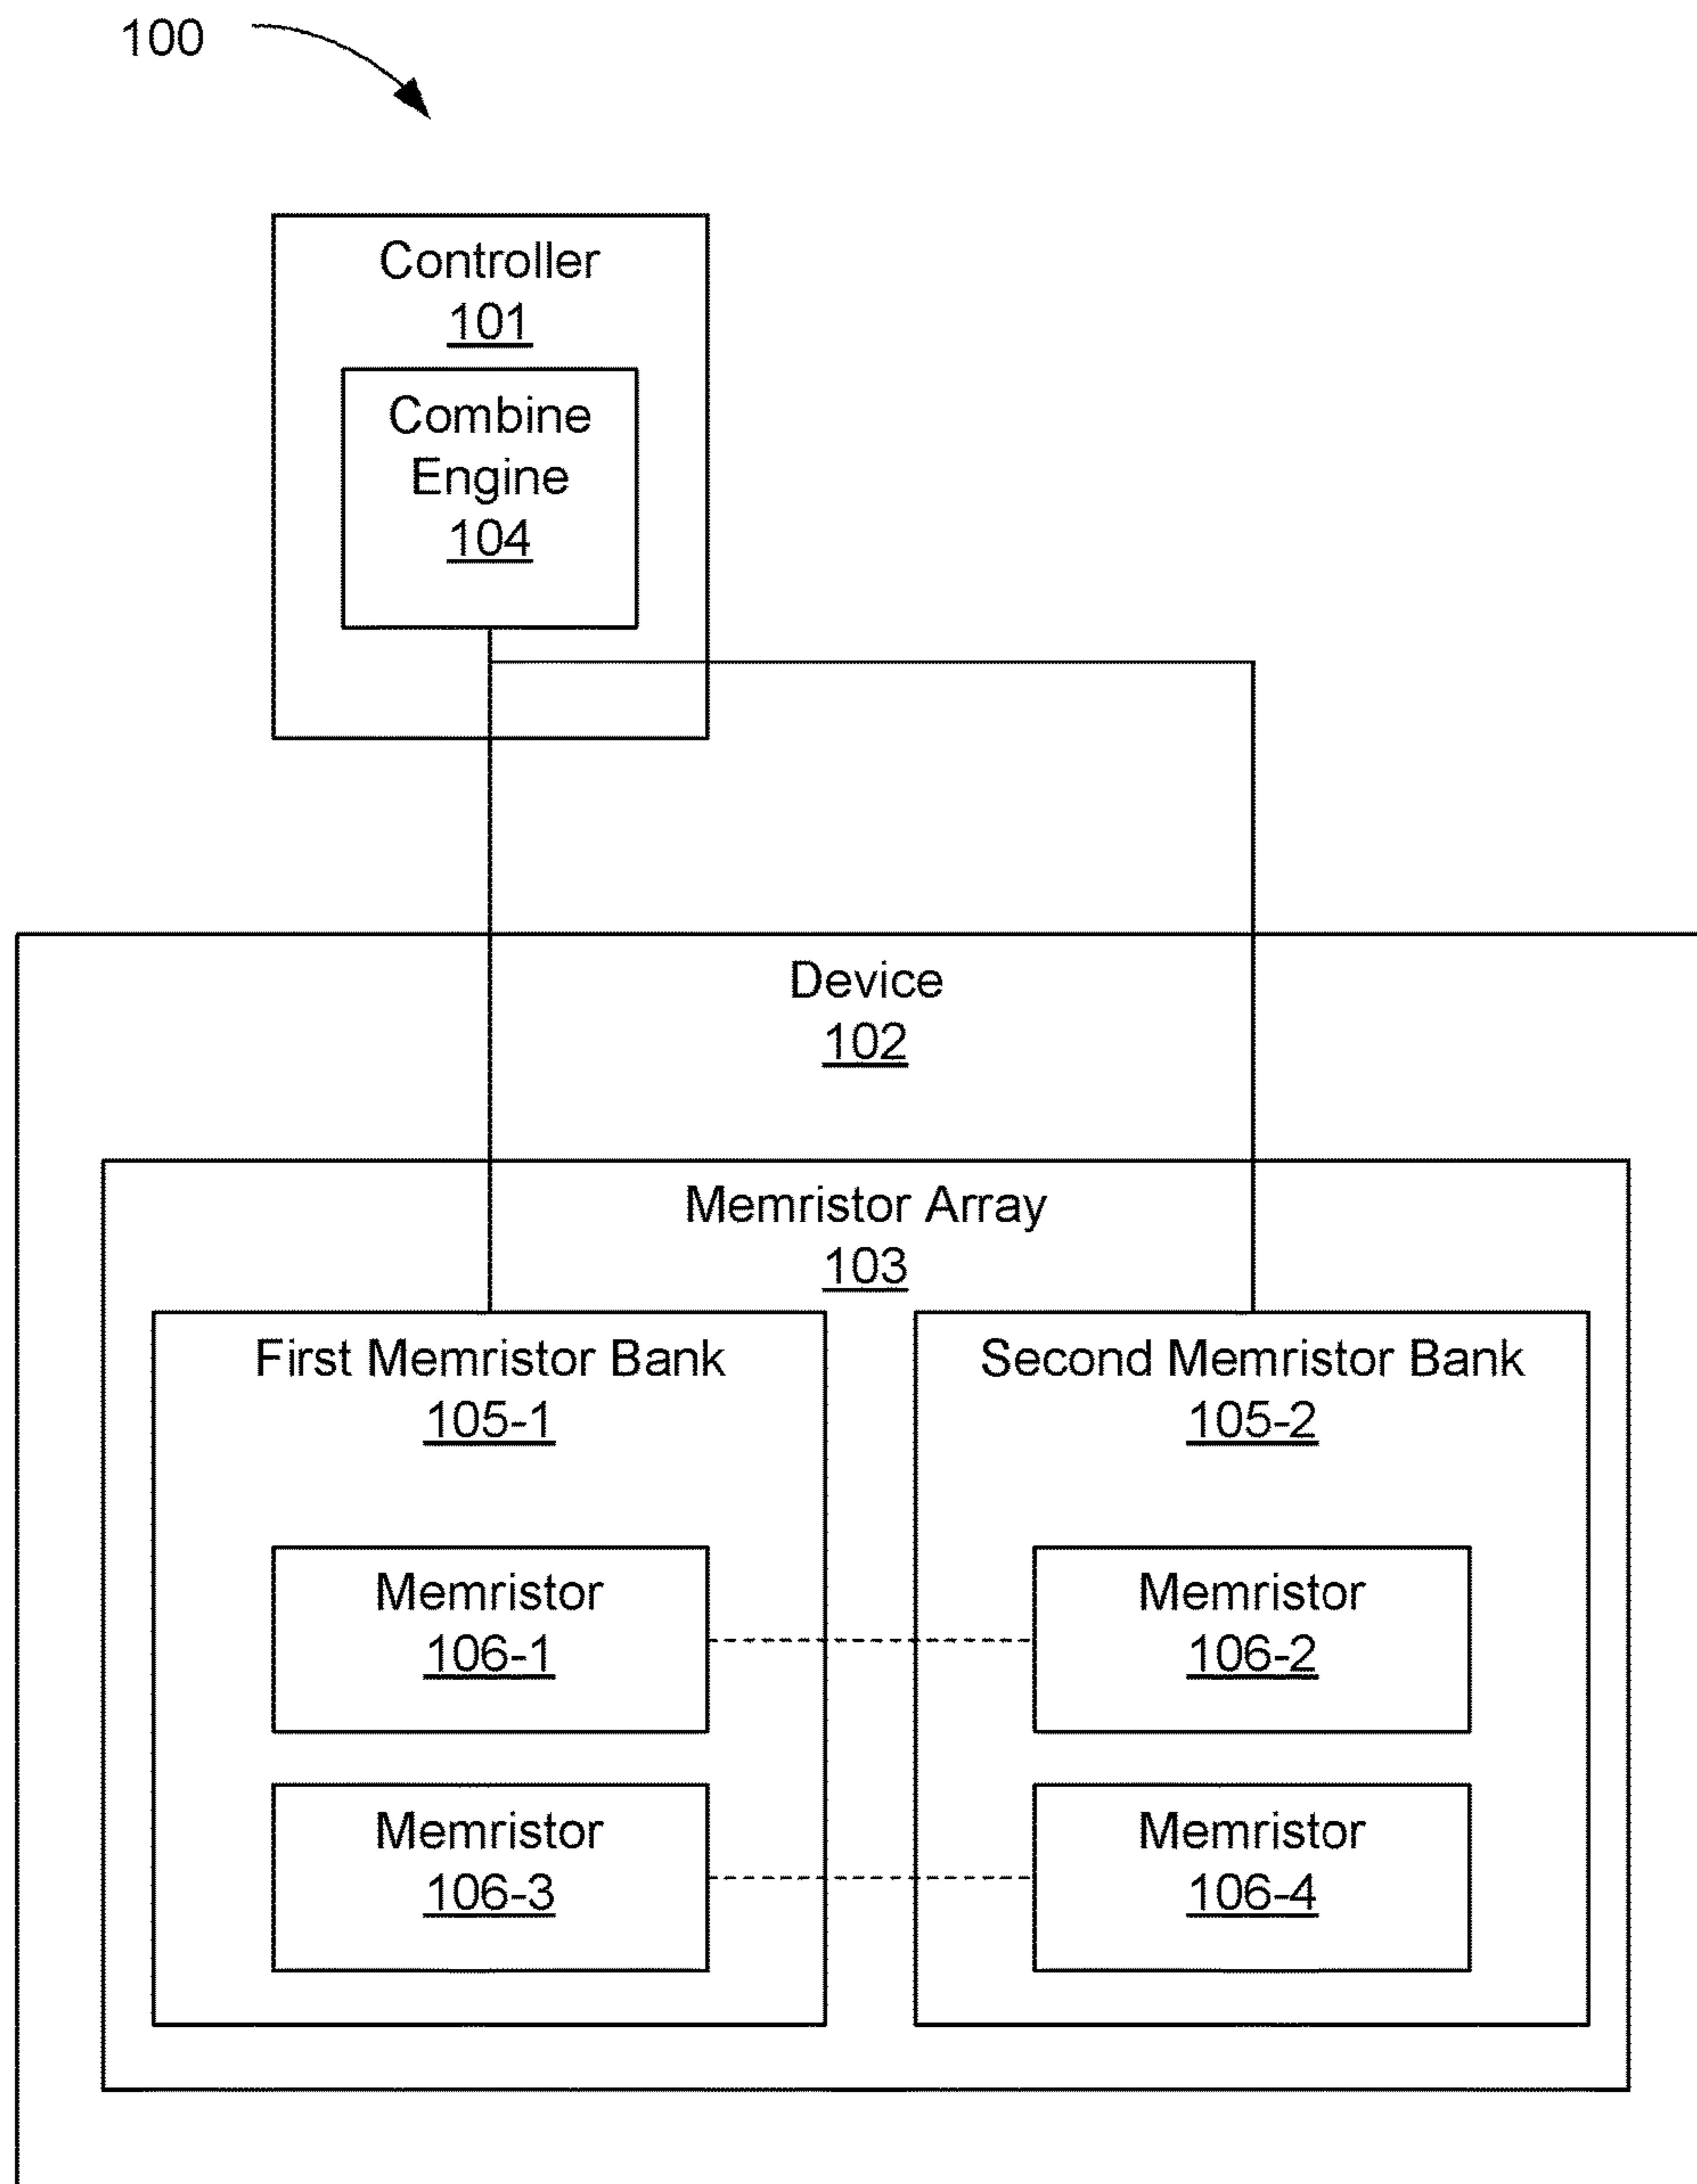 100
Controller
101
Combine
Engine
104
Device
102
Memristor Array
103
First Memristor Bank
105-1
Second Memristor Bank
105-2
Memristor
106-1
Memristor
106-2
Memristor
106-3
Memristor
106-4